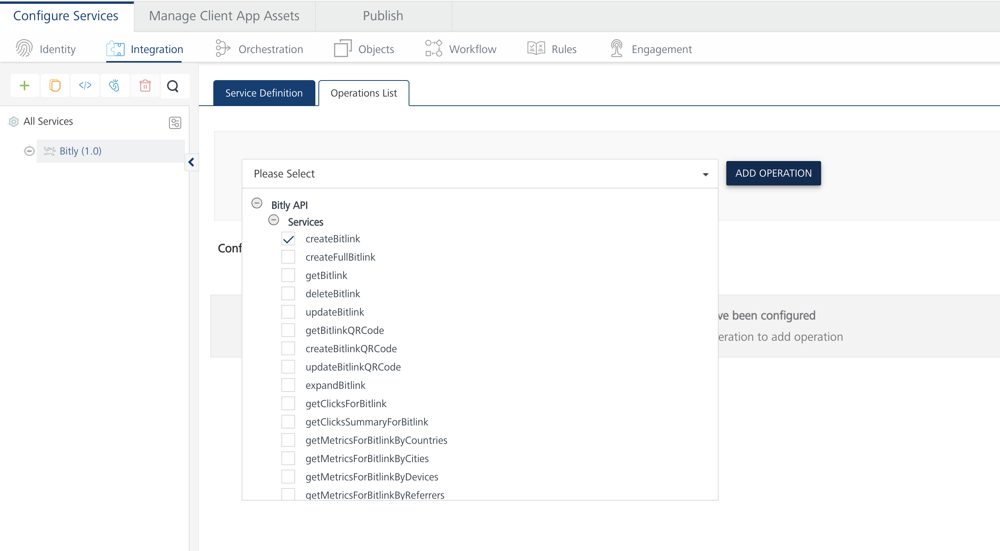 Configure Services
Manage Client App Assets
Publish
Identity
Integration
Orchestration
Objects
Workflow
Rules
Engagement
Service Definition
Operations List
All Services
Bitly (1.0)
Please Select
ADD OPERATION
Bitly API
Services
createBitlink
createFullBitlink
getBitlink
deleteBitlink
updateBitlink
getBitlinkQRCode
createBitlinkQRCode
updateBitlinkQRCode
expandBitlink
getClicksForBitlink
getClicksSummaryForBitlink
getMetricsForBitlinkByCountries
getMetricsForBitlinkByCities
getMetricsForBitlinkByDevices
getMetricsForBitlinkByReferrers
Conf
ve been configured
eration to add operation